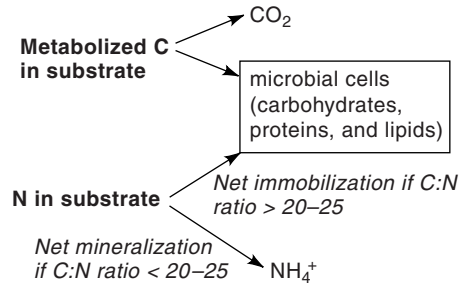 CO₂
Metabolized C
in substrate
microbial cells
(carbohydrates,
proteins, and lipids)
N in substrate
Net immobilization if C:N
ratio > 20–25
Net mineralization
if C:N ratio < 20–25
NH₄⁺